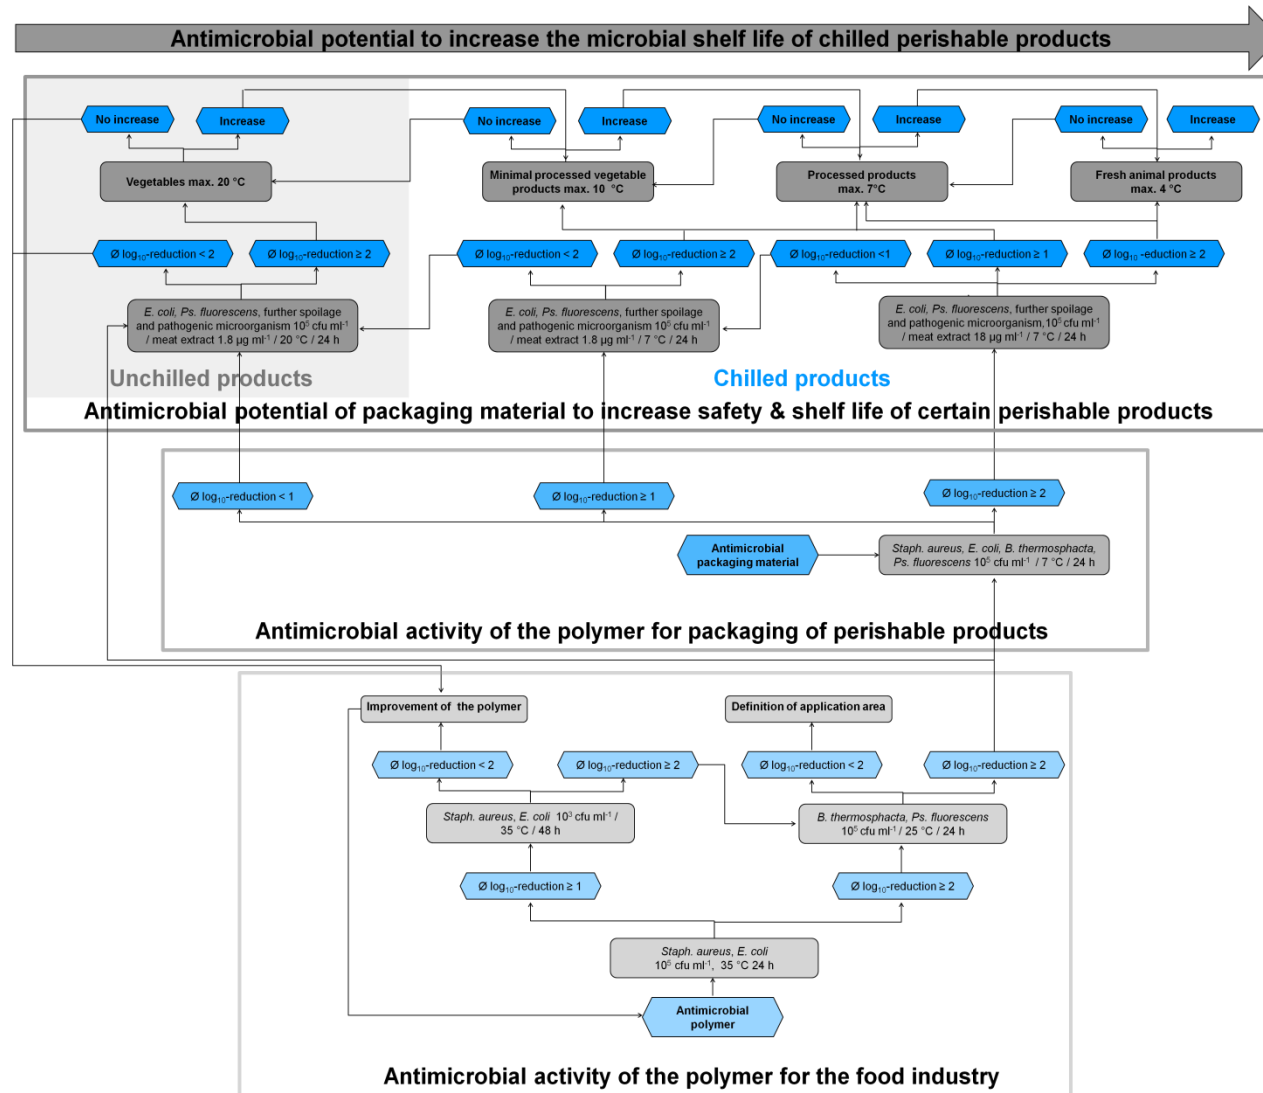 Antimicrobial potential to increase the microbial shelf life of chilled perishable products
No increase
Increase
No increase
Increase
No increase
Increase
No increase
Increase
Vegetables max. 20 °C
Minimal processed vegetable
products max. 10 °C
Processed products
max. 7°C
Fresh animal products
max. 4 °C
Ø log₁₀-reduction < 2
Ø log₁₀-reduction ≥ 2
Ø log₁₀-reduction < 2
Ø log₁₀-reduction ≥ 2
Ø log₁₀-reduction <1
Ø log₁₀-reduction ≥ 1
Ø log₁₀ -eduction ≥ 2
E. coli, Ps. fluorescens, further spoilage
and pathogenic microorganism 10⁵ cfu ml⁻¹
/ meat extract 1.8 µg ml⁻¹ / 20 °C / 24 h
E. coli, Ps. fluorescens, further spoilage
and pathogenic microorganism 10⁵ cfu ml⁻¹
/ meat extract 1.8 µg ml⁻¹ / 7 °C / 24 h
E. coli, Ps. fluorescens, further spoilage
and pathogenic microorganism, 10⁵ cfu ml⁻¹
/ meat extract 18 µg ml⁻¹ / 7 °C / 24 h
Unchilled products
Chilled products
Antimicrobial potential of packaging material to increase safety & shelf life of certain perishable products
Ø log₁₀-reduction < 1
Ø log₁₀-reduction ≥ 1
Ø log₁₀-reduction ≥ 2
Antimicrobial
packaging material
Staph. aureus, E. coli, B. thermosphacta,
Ps. fluorescens 10⁵ cfu ml⁻¹ / 7 °C / 24 h
Antimicrobial activity of the polymer for packaging of perishable products
Improvement of the polymer
Definition of application area
Ø log₁₀-reduction < 2
Ø log₁₀-reduction ≥ 2
Ø log₁₀-reduction < 2
Ø log₁₀-reduction ≥ 2
Staph. aureus, E. coli 10³ cfu ml⁻¹ /
35 °C / 48 h
B. thermosphacta, Ps. fluorescens
10⁵ cfu ml⁻¹ / 25 °C / 24 h
Ø log₁₀-reduction ≥ 1
Ø log₁₀-reduction ≥ 2
Staph. aureus, E. coli
10⁵ cfu ml⁻¹, 35 °C 24 h
Antimicrobial
polymer
Antimicrobial activity of the polymer for the food industry